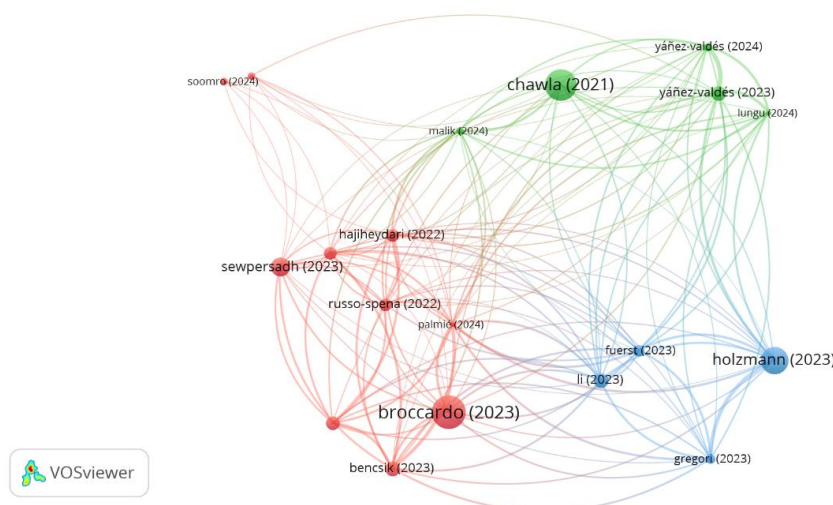 yáñez-valdés (2024)
soomro (2024)
chawla (2021)
yáñez-valdés (2023)
lungu (2024)
malik (2024)
hajiheydari (2022)
sewpersadh (2023)
russo-spena (2022)
palmié (2024)
fuerst (2023)
holzmann (2023)
li (2023)
broccardo (2023)
gregori (2023)
bencsik (2023)
VOSviewer